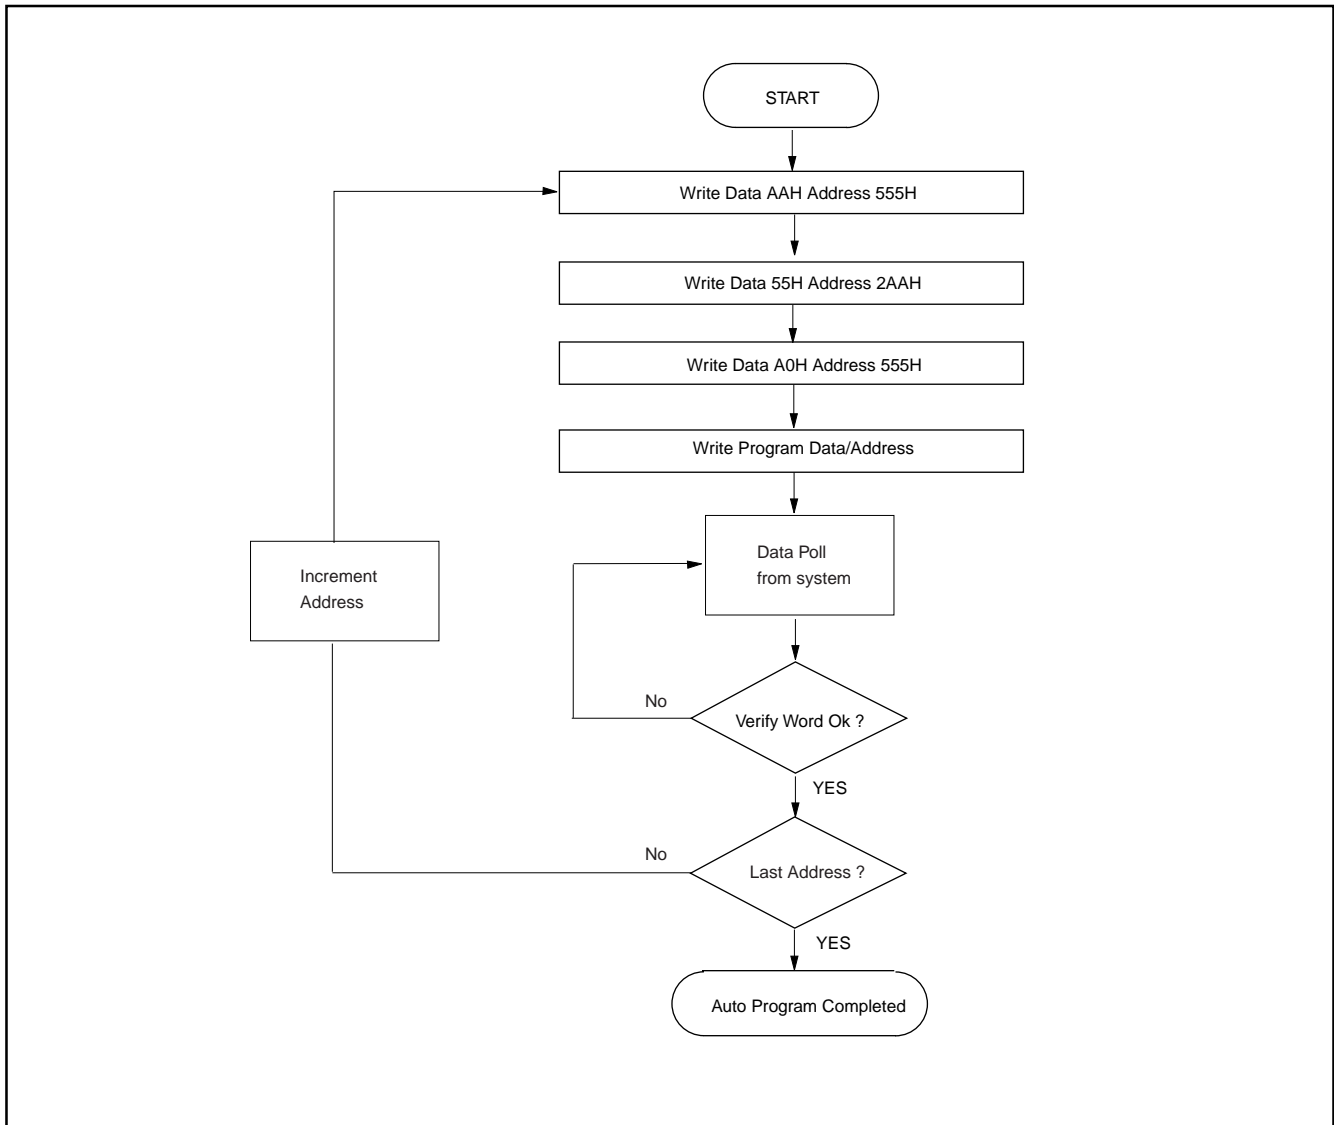 START
Write Data AAH Address 555H
Write Data 55H Address 2AAH
Write Data A0H Address 555H
Write Program Data/Address
Data Poll
from system
Increment
Address
No
Verify Word Ok ?
YES
No
Last Address ?
YES
Auto Program Completed